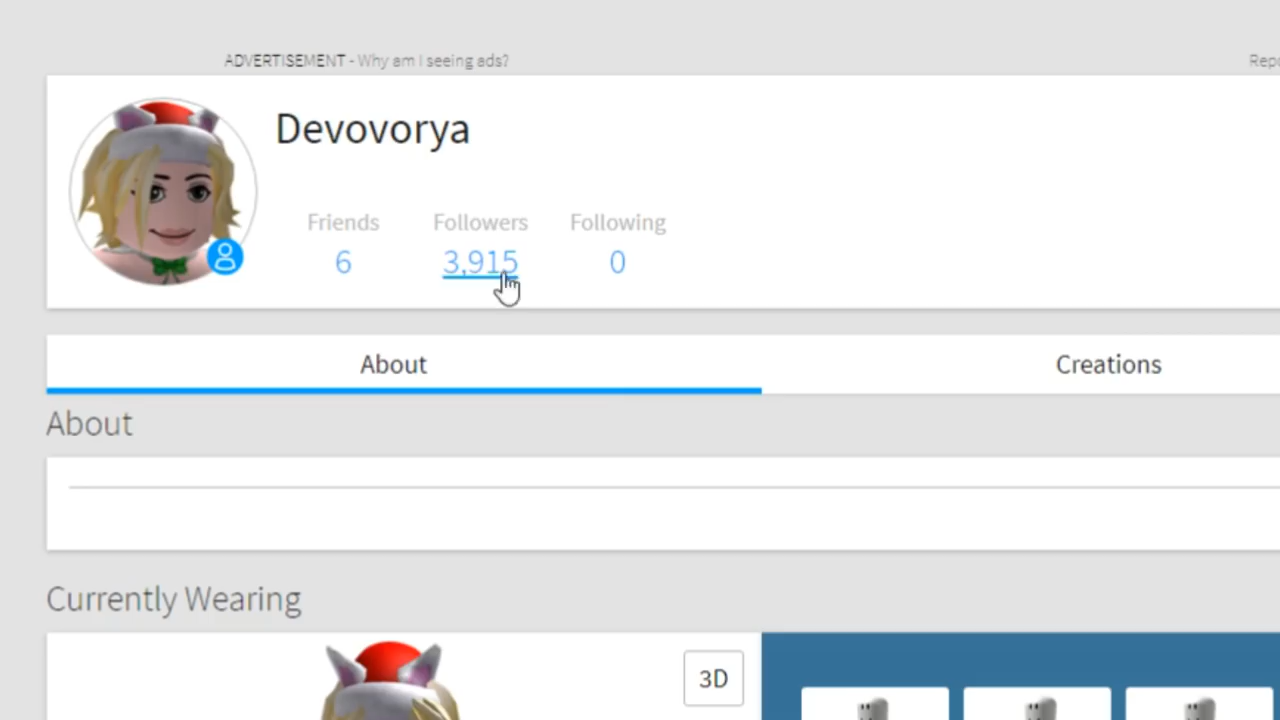 ADVERTISEMENT - Why am I seeing ads?
Devovorya
Friends Followers Following
6 3,915 0
About Creations
About
Currently Wearing
3D